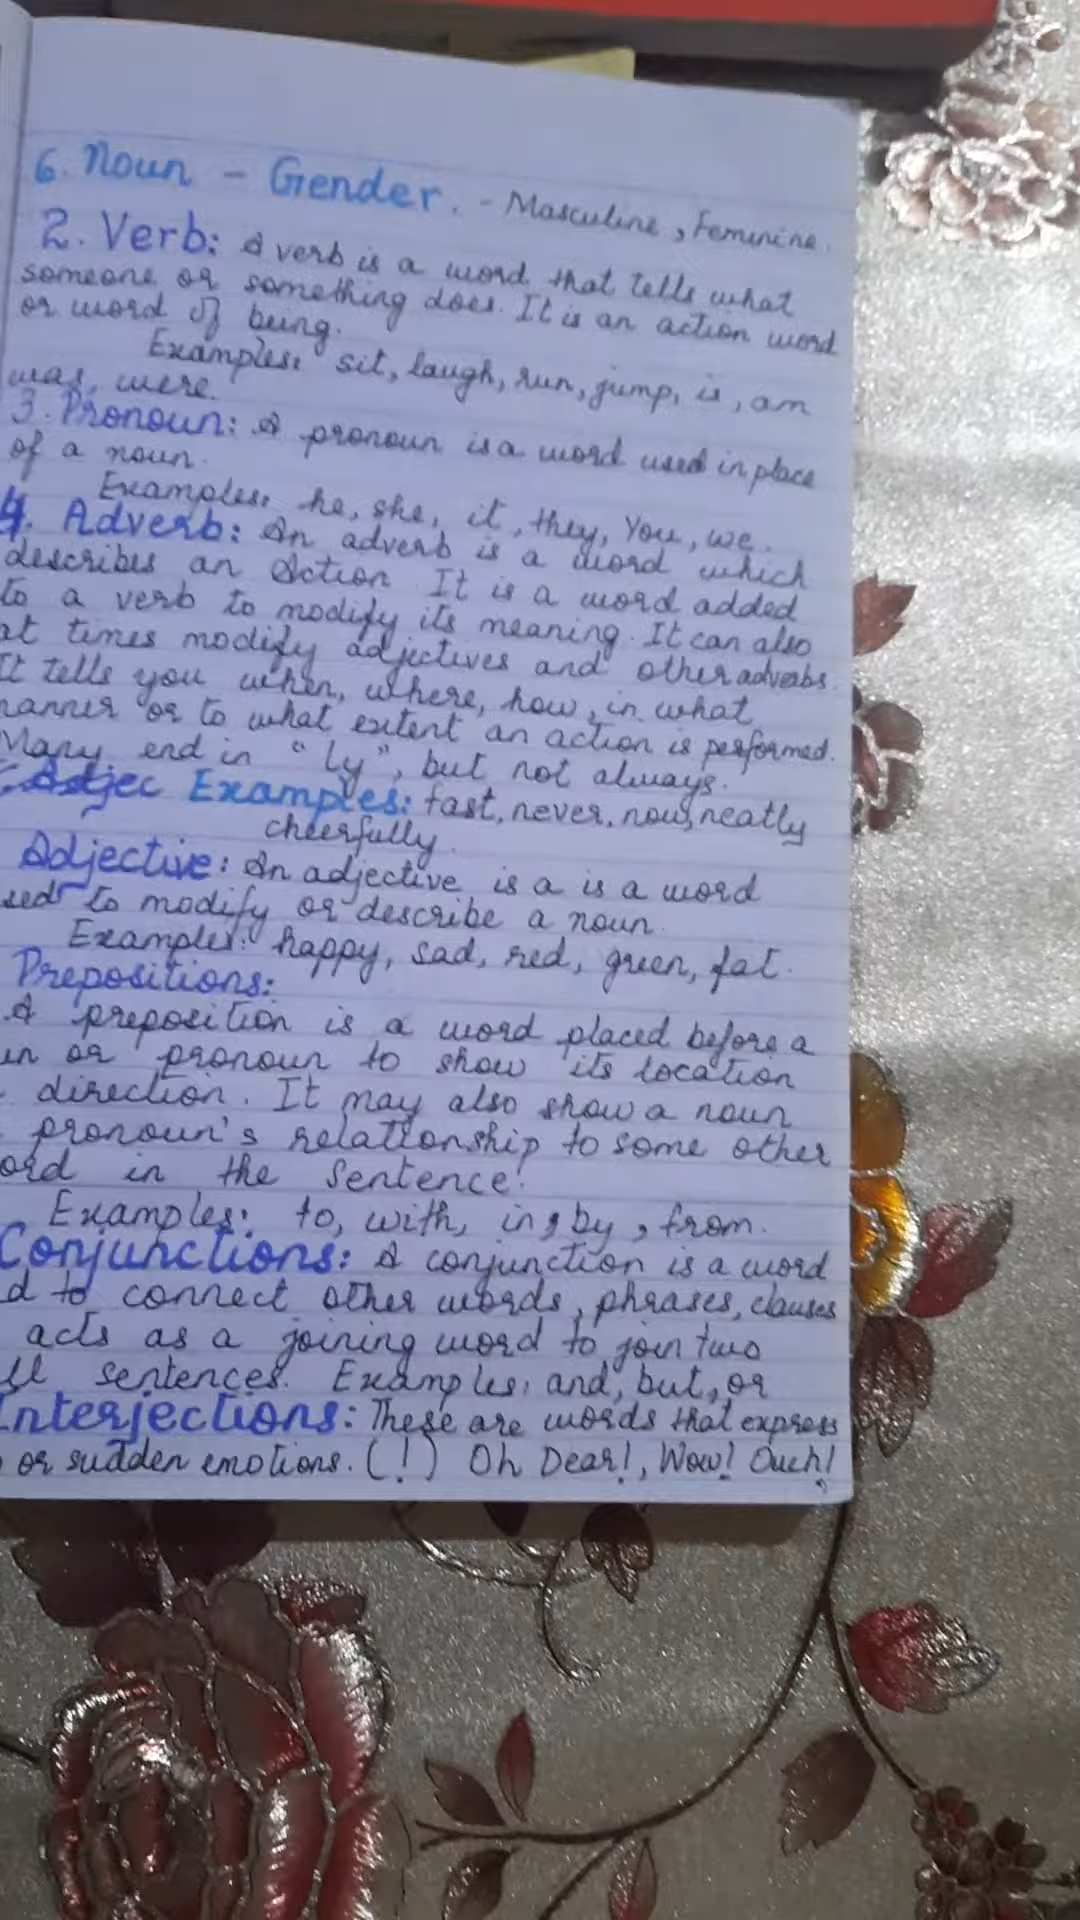 6. Noun - Gender. - Masculine, Feminine.
2. Verb: A verb is a word that tells what
someone or something does. It is an action word
or word of being.
Examples: sit, laugh, run, jump, is, am
was, were.
3. Pronoun: A pronoun is a word used in place
of a noun.
Examples: he, she, it, they, You, we.
4. Adverb: An adverb is a word which
describes an Action. It is a word added
to a verb to modify its meaning. It can also
at times modify adjectives and other adverbs.
It tells you when, where, how, in what
manner or to what extent an action is performed.
Many end in "ly", but not always.
Adjec Examples: fast, never, now, neatly
cheerfully.
Adjective: An adjective is a is a word
sed to modify or describe a noun.
Examples: happy, sad, red, green, fat.
Prepositions:
A preposition is a word placed before a
un or pronoun to show its location
direction. It may also show a noun
pronoun's relationship to some other
ord in the sentence.
Examples: to, with, in, by, from.
Conjunctions: A conjunction is a word
d to connect other words, phrases, clauses
acts as a joining word to join two
ll sentences. Examples: and, but, or
Interjections: These are words that express
or sudden emotions. (!) Oh Dear!, Wow! Ouch!